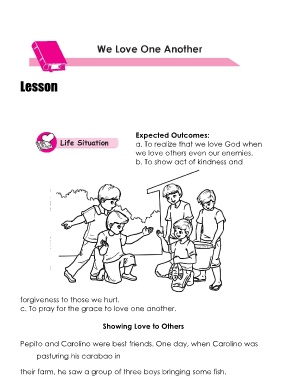 We Love One Another
Lesson
Life Situation
Expected Outcomes:
a. To realize that we love God when
we love others even our enemies.
b. To show act of kindness and
forgiveness to those we hurt.
c. To pray for the grace to love one another.
Showing Love to Others
Pepito and Carolino were best friends. One day, when Carolino was
pasturing his carabao in
their farm, he saw a group of three boys bringing some fish.